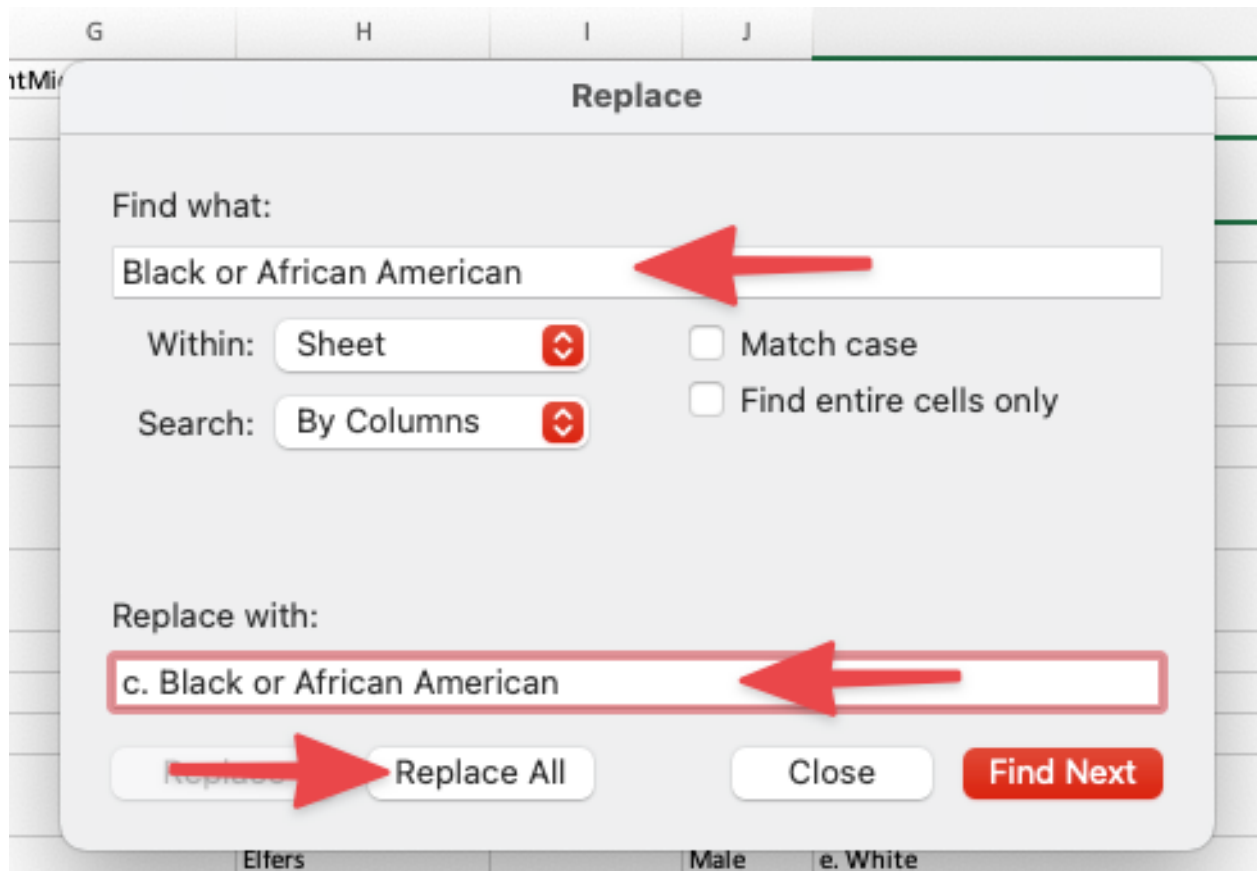 G H I J
ntMi
Replace
Find what:
Black or African American
Within: Sheet
Match case
Search: By Columns
Find entire cells only
Replace with:
c. Black or African American
Replace
Replace All
Close
Find Next
Elfers Male e. White